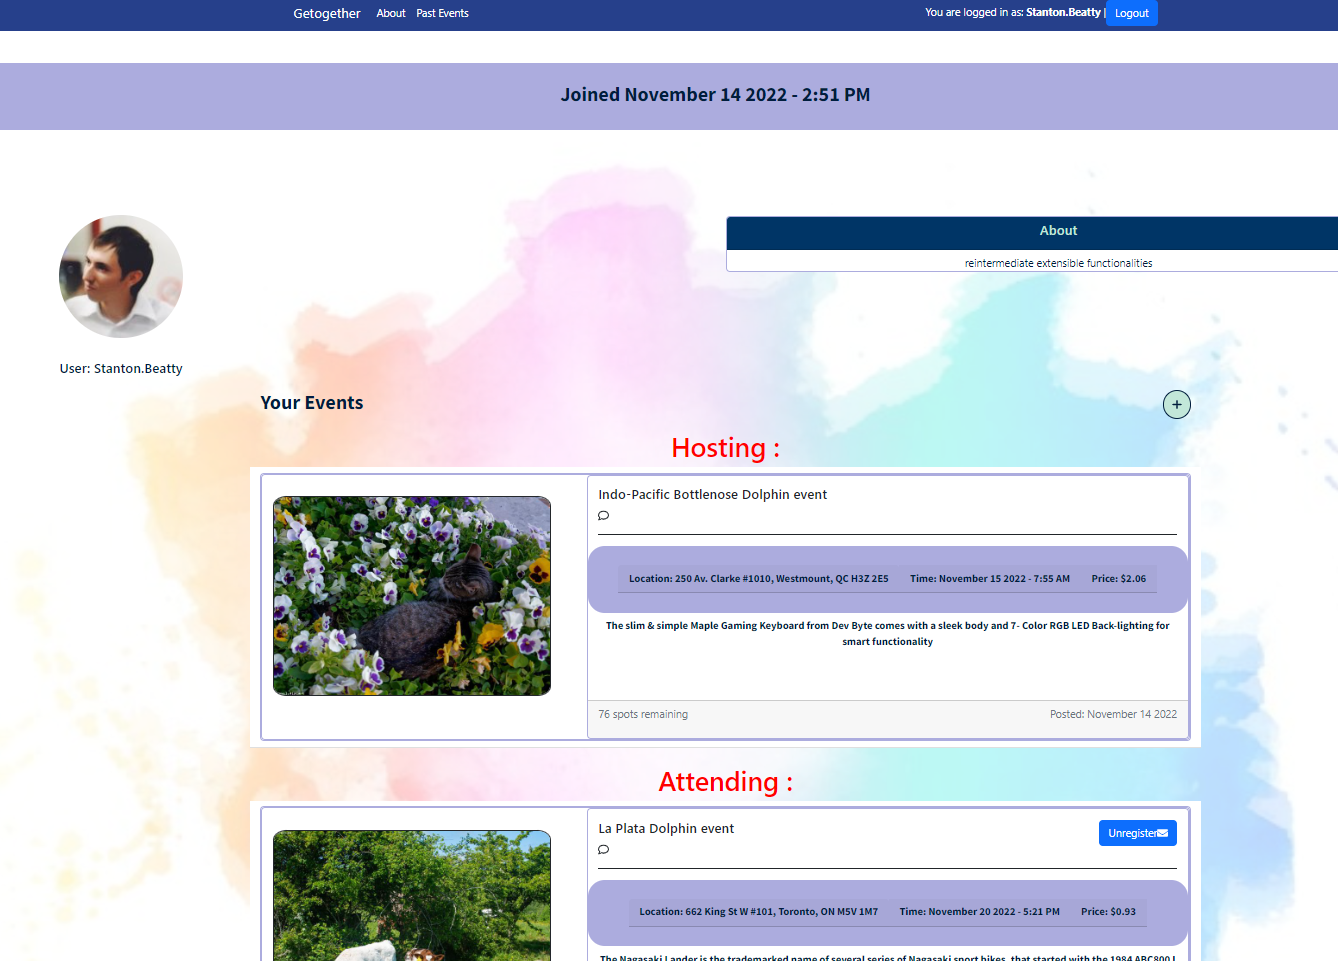 Getogether About Past Events You are logged in as: Stanton.Beatty | Logout
Joined November 14 2022 - 2:51 PM
About
reintermediate extensible functionalities
User: Stanton.Beatty
Your Events
+
Hosting :
Indo-Pacific Bottlenose Dolphin event
Location: 250 Av. Clarke #1010, Westmount, QC H3Z 2E5 Time: November 15 2022 - 7:55 AM Price: $2.06
The slim & simple Maple Gaming Keyboard from Dev Byte comes with a sleek body and 7- Color RGB LED Back-lighting for
smart functionality
76 spots remaining Posted: November 14 2022
Attending :
La Plata Dolphin event Unregister
Location: 662 King St W #101, Toronto, ON M5V 1M7 Time: November 20 2022 - 5:21 PM Price: $0.93
The Nagasaki Lander is the trademarked name of several series of Nagasaki sport bikes, that started with the 1984 ABC800J